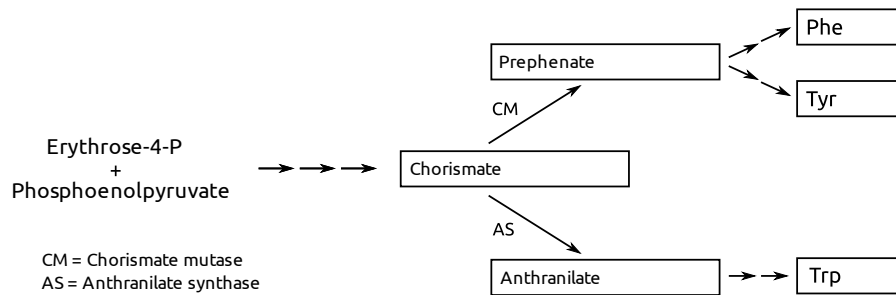 Phe
Prephenate
Tyr
CM
Erythrose-4-P
+
Phosphoenolpyruvate
Chorismate
AS
CM = Chorismate mutase
AS = Anthranilate synthase
Anthranilate
Trp